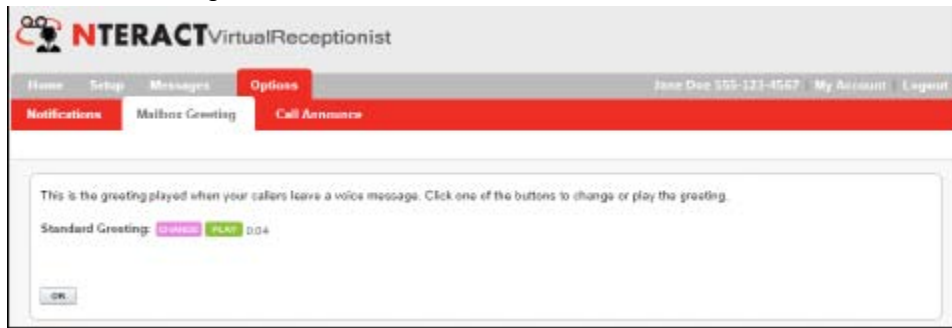 NTERACTVirtualReceptionist
Home Setup Messages Options Jane Doe 555-123-4567 My Account Logout
Notifications Mailbox Greeting Call Announce
This is the greeting played when your callers leave a voice message. Click one of the buttons to change or play the greeting.
Standard Greeting: CHANGE PLAY 0:04
OK